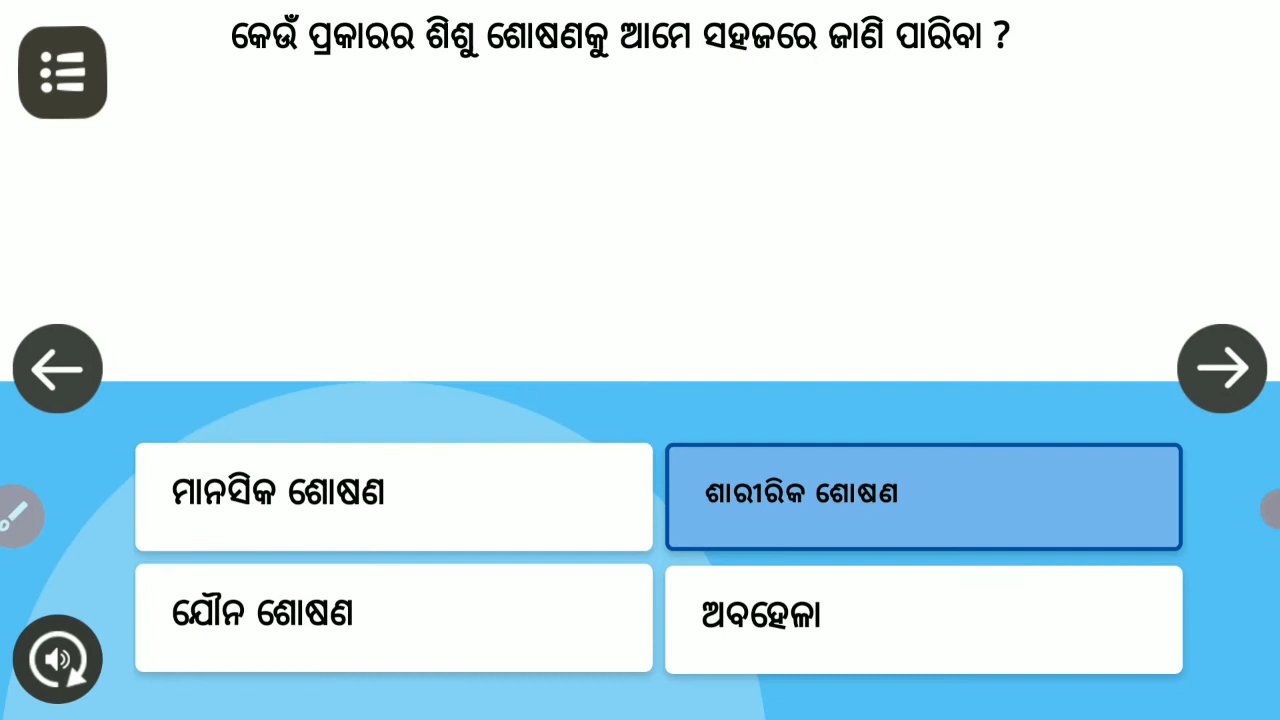 କେଉଁ ପ୍ରକାରର ଶିଶୁ ଶୋଷଣକୁ ଆମେ ସହଜରେ ଜାଣି ପାରିବା ?
ମାନସିକ ଶୋଷଣ
ଶାରୀରିକ ଶୋଷଣ
ଯୌନ ଶୋଷଣ
ଅବହେଳା